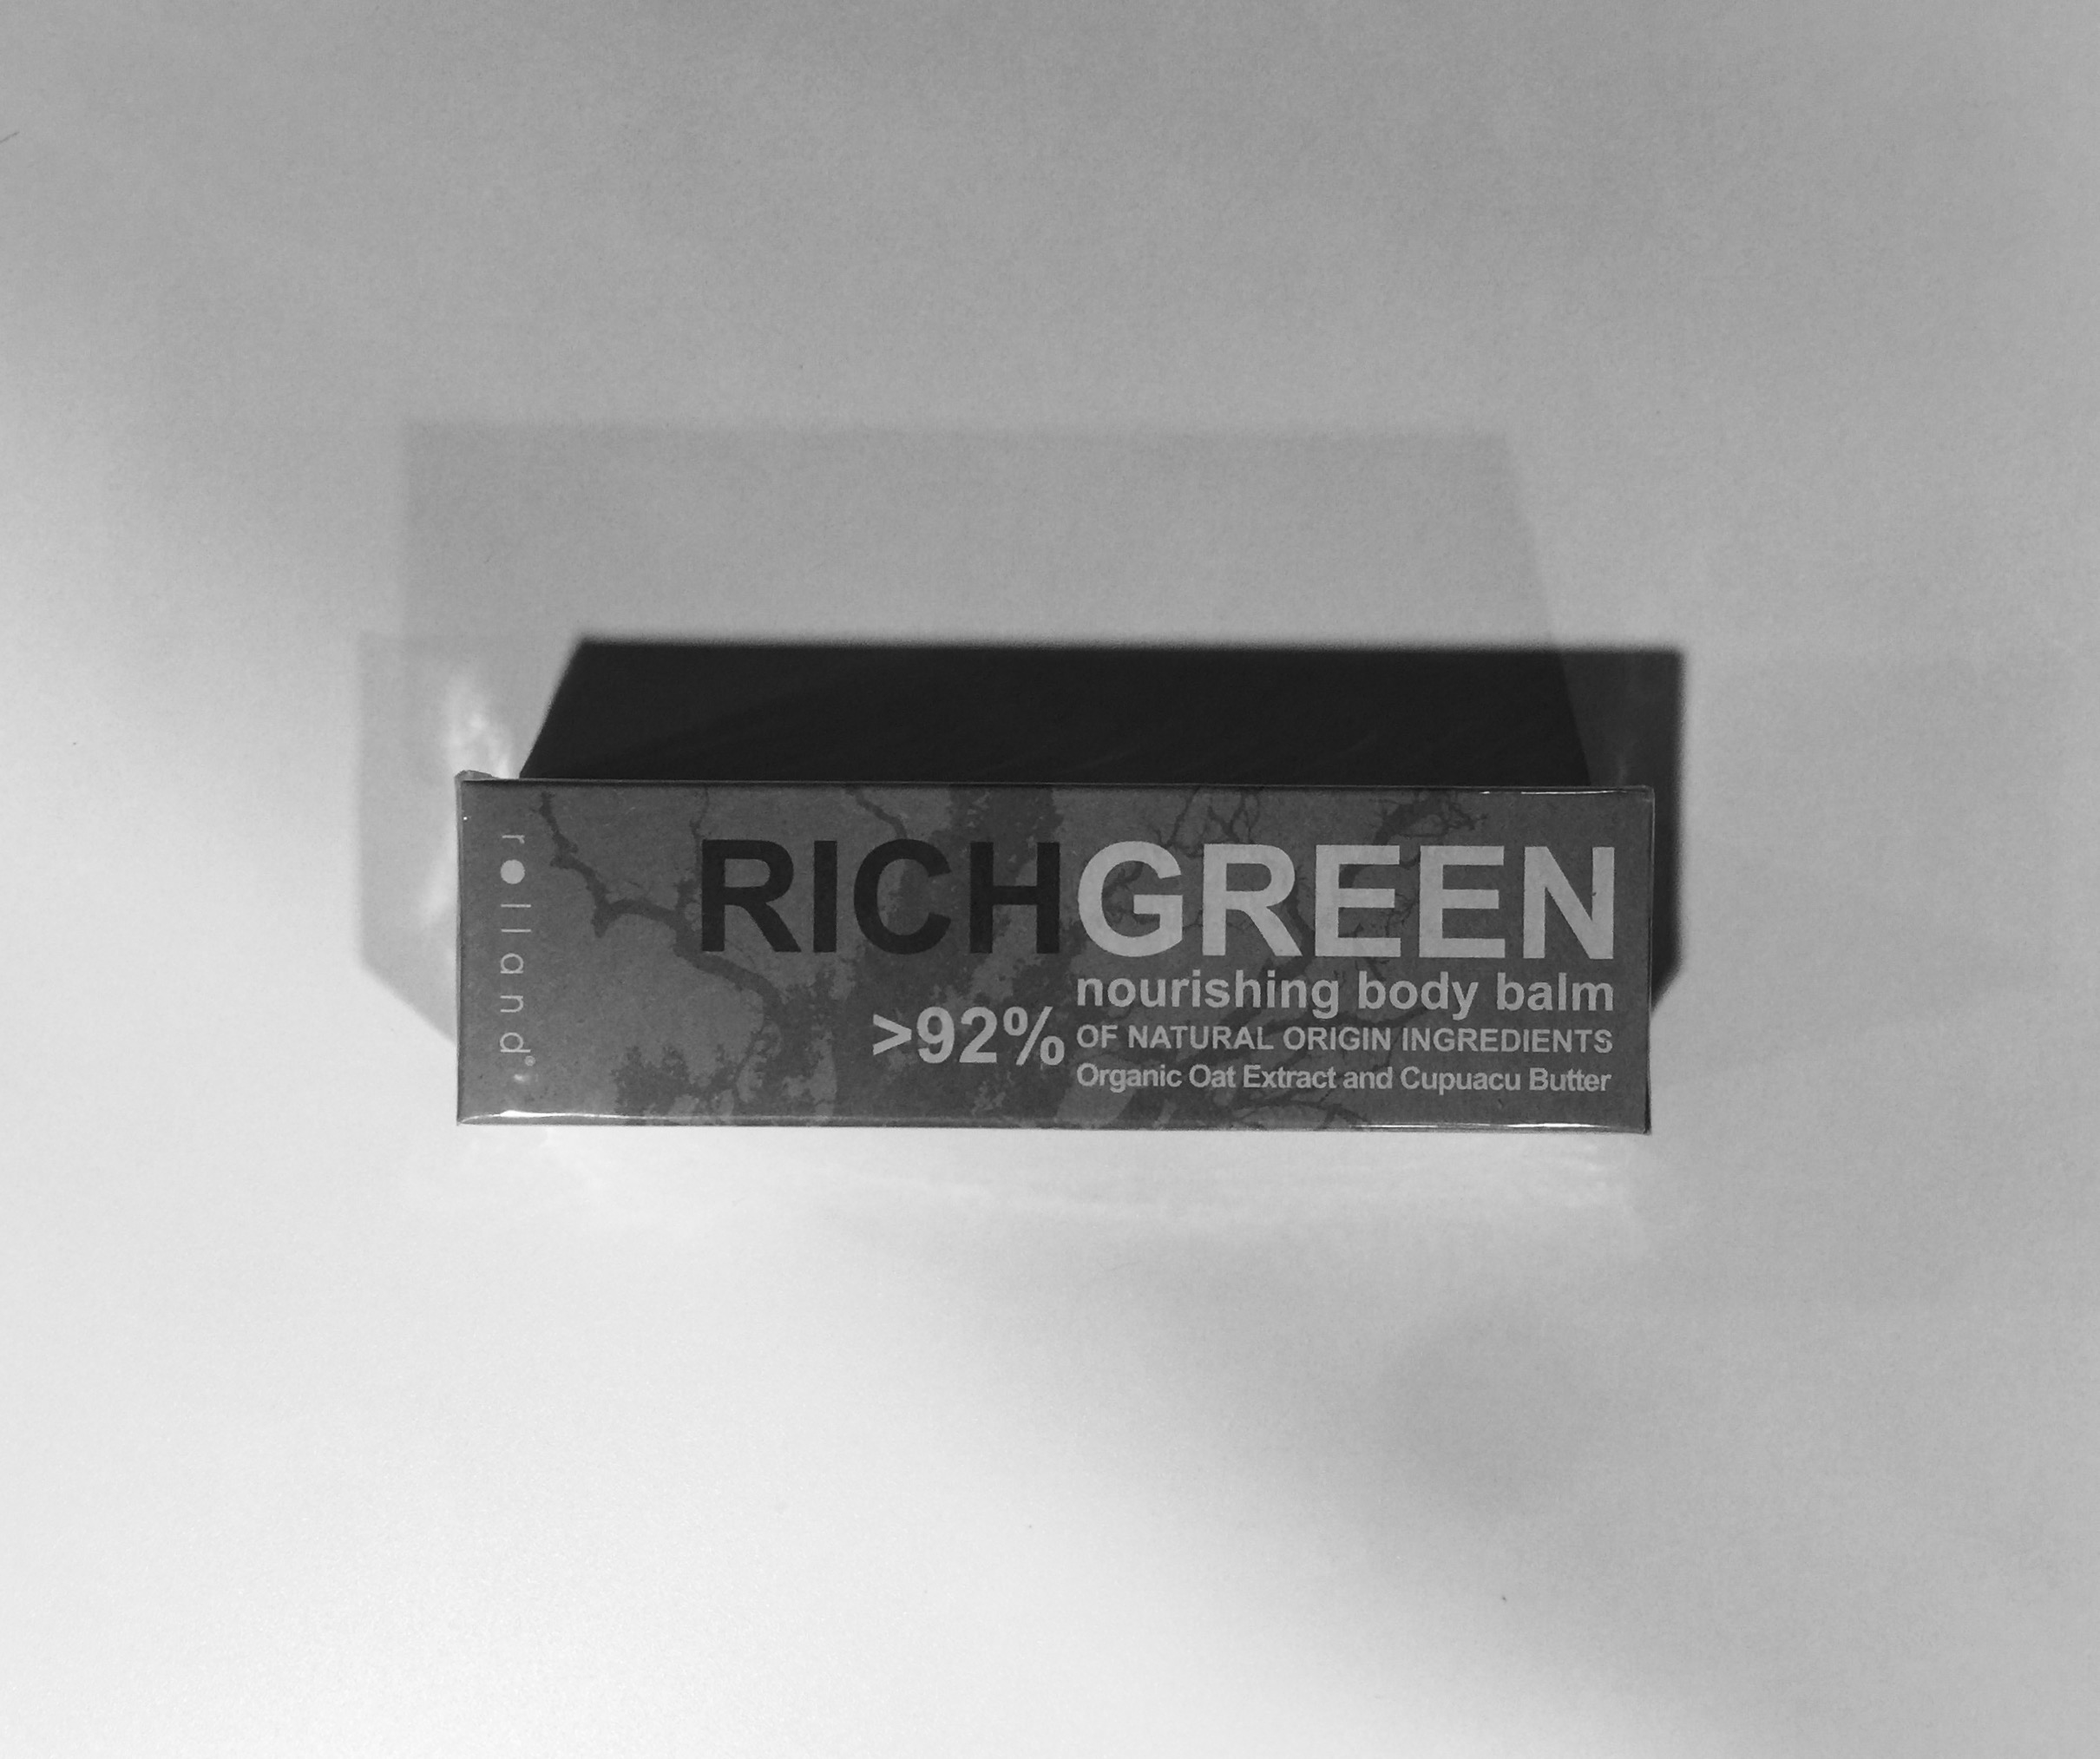 rolland®
RICHGREEN
nourishing body balm
>92% OF NATURAL ORIGIN INGREDIENTS
Organic Oat Extract and Cupuacu Butter